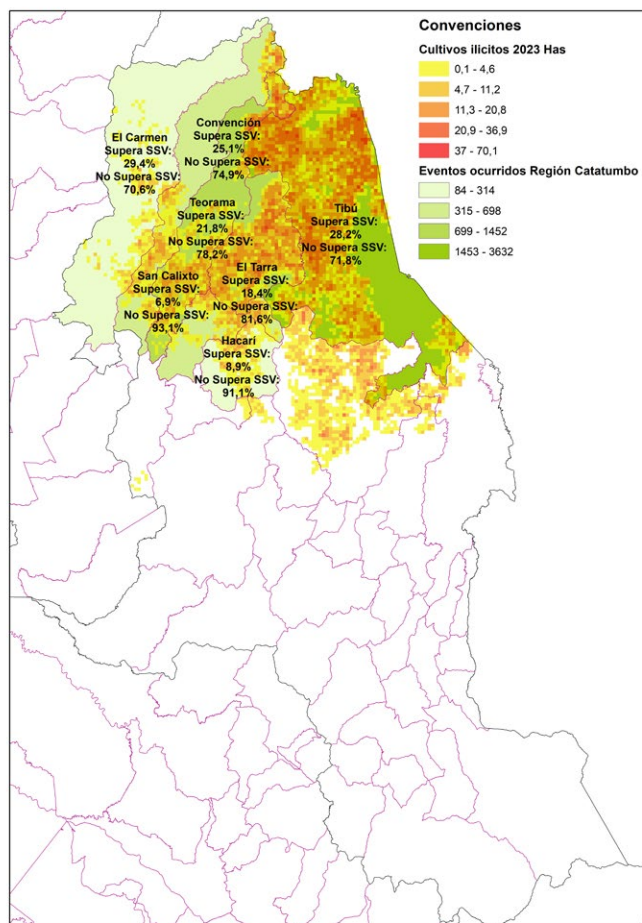 Convenciones
Cultivos ilicitos 2023 Has
0,1 - 4,6
4,7 - 11,2
11,3 - 20,8
20,9 - 36,9
37 - 70,1
Eventos ocurridos Región Catatumbo
84 - 314
315 - 698
699 - 1452
1453 - 3632
Convención
Supera SSV:
25,1%
No Supera SSV:
74,9%
El Carmen
Supera SSV:
29,4%
No Supera SSV:
70,6%
Teorama
Supera SSV:
21,8%
No Supera SSV:
78,2%
Tibú
Supera SSV:
28,2%
No Supera SSV:
71,8%
San Calixto
Supera SSV:
6,9%
No Supera SSV:
93,1%
El Tarra
Supera SSV:
18,4%
No Supera SSV:
81,6%
Hacarí
Supera SSV:
8,9%
No Supera SSV:
91,1%